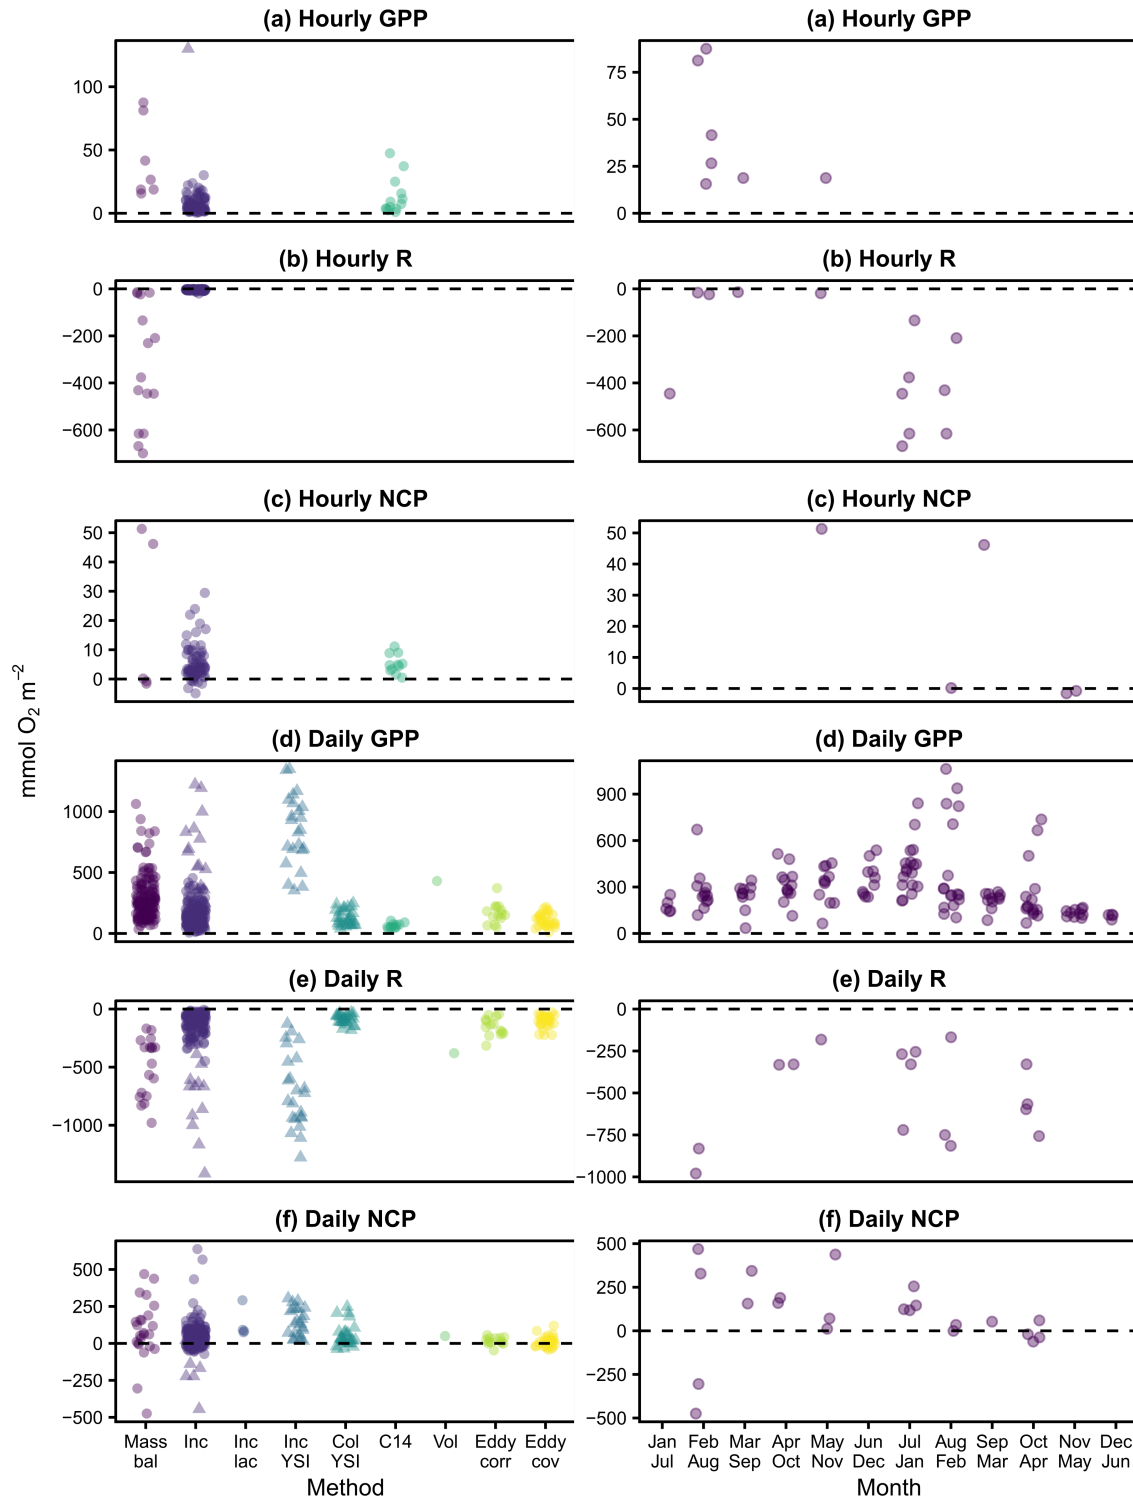 (a) Hourly GPP
100
50
0
(b) Hourly R
0
−200
−400
−600
(c) Hourly NCP
50
40
30
20
10
0
(d) Daily GPP
1000
500
0
(e) Daily R
0
−500
−1000
(f) Daily NCP
500
250
0
−250
−500
Mass bal
Inc
Inc lac
Inc YSI
Col YSI
C14
Vol
Eddy corr
Eddy cov
Method
mmol O₂ m⁻²
(a) Hourly GPP
75
50
25
0
(b) Hourly R
0
−200
−400
−600
(c) Hourly NCP
50
40
30
20
10
0
(d) Daily GPP
900
600
300
0
(e) Daily R
0
−250
−500
−750
−1000
(f) Daily NCP
500
250
0
−250
−500
Jan Feb Mar Apr May Jun Jul Aug Sep Oct Nov Dec
Jul Aug Sep Oct Nov Dec Jan Feb Mar Apr May Jun
Month